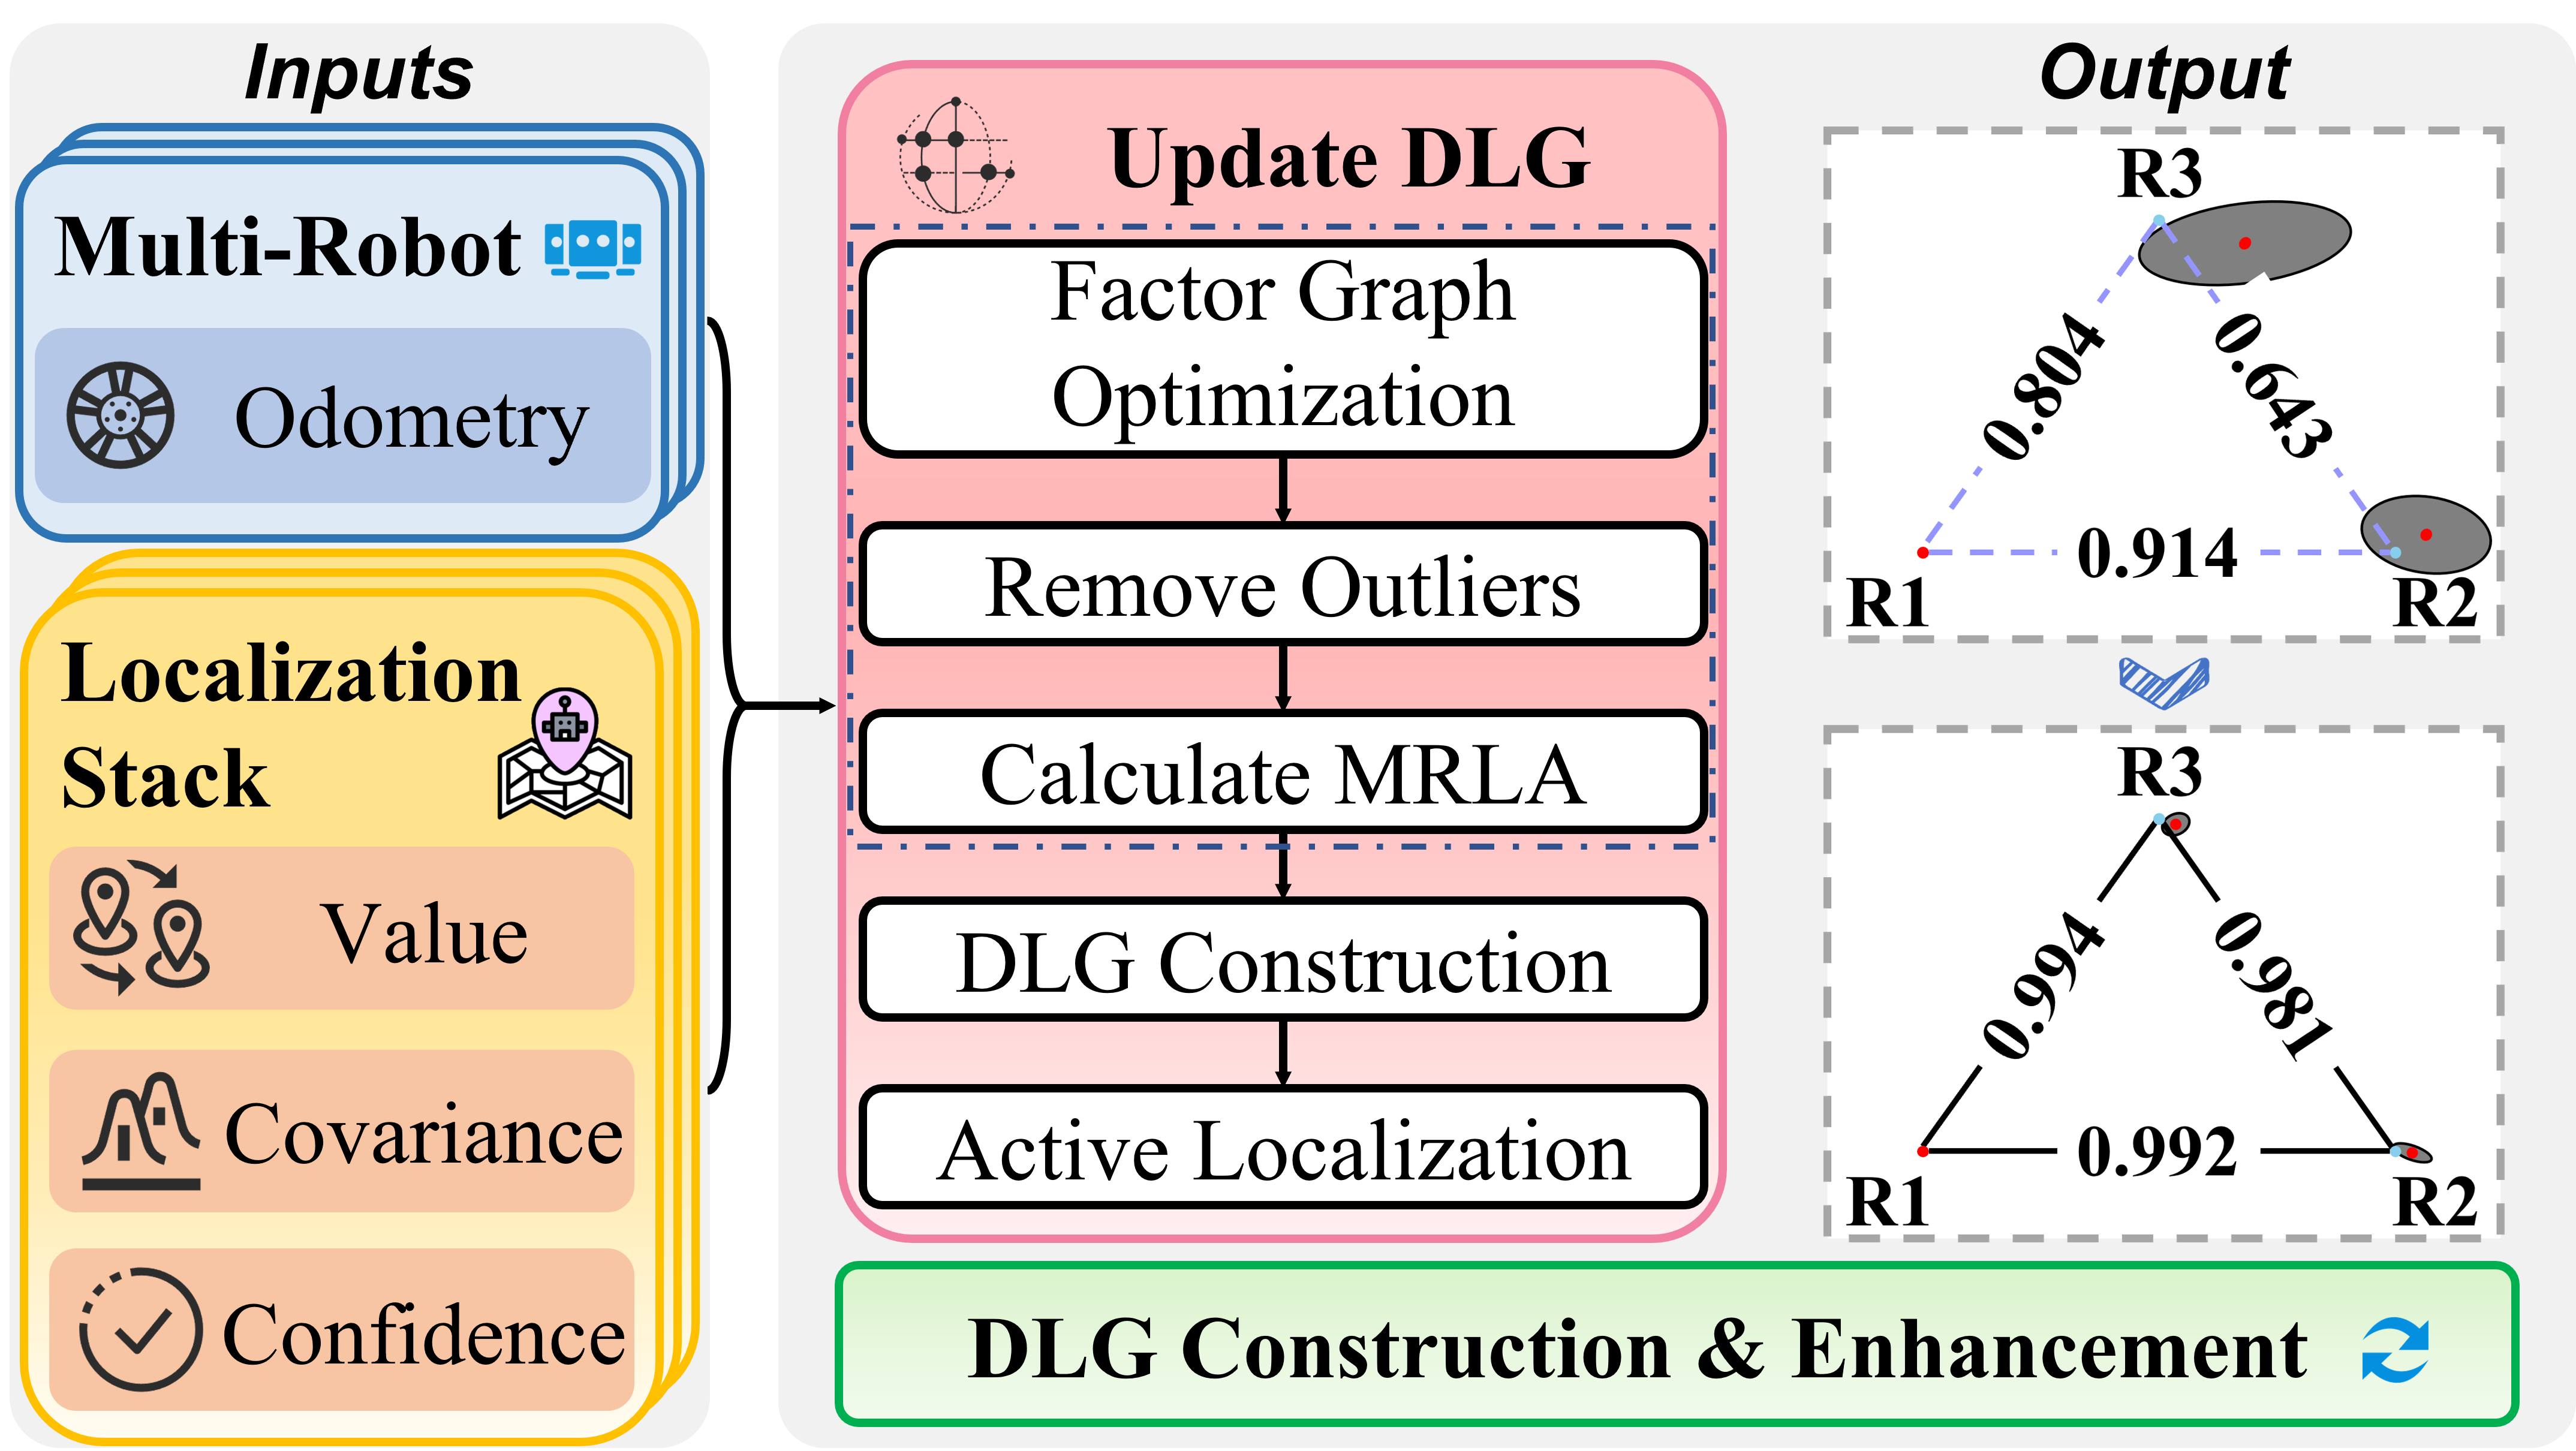 Inputs
Multi-Robot
Odometry
Localization
Stack
Value
Covariance
Confidence
Update DLG
Factor Graph
Optimization
Remove Outliers
Calculate MRLA
DLG Construction
Active Localization
Output
R3
0.804
0.643
0.914
R1
R2
R3
0.994
0.981
0.992
R1
R2
DLG Construction & Enhancement